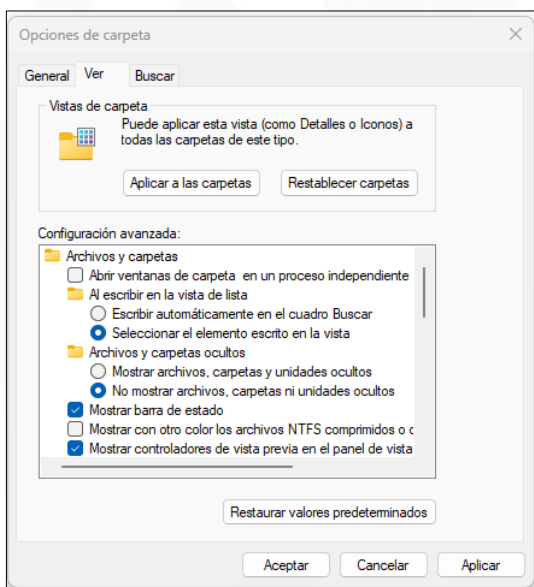 Opciones de carpeta
General Ver Buscar
Vistas de carpeta
Puede aplicar esta vista (como Detalles o Iconos) a
todas las carpetas de este tipo.
Aplicar a las carpetas Restablecer carpetas
Configuración avanzada:
Archivos y carpetas
Abrir ventanas de carpeta en un proceso independiente
Al escribir en la vista de lista
Escribir automáticamente en el cuadro Buscar
Seleccionar el elemento escrito en la vista
Archivos y carpetas ocultos
Mostrar archivos, carpetas y unidades ocultos
No mostrar archivos, carpetas ni unidades ocultos
Mostrar barra de estado
Mostrar con otro color los archivos NTFS comprimidos o c
Mostrar controladores de vista previa en el panel de vista
Restaurar valores predeterminados
Aceptar Cancelar Aplicar